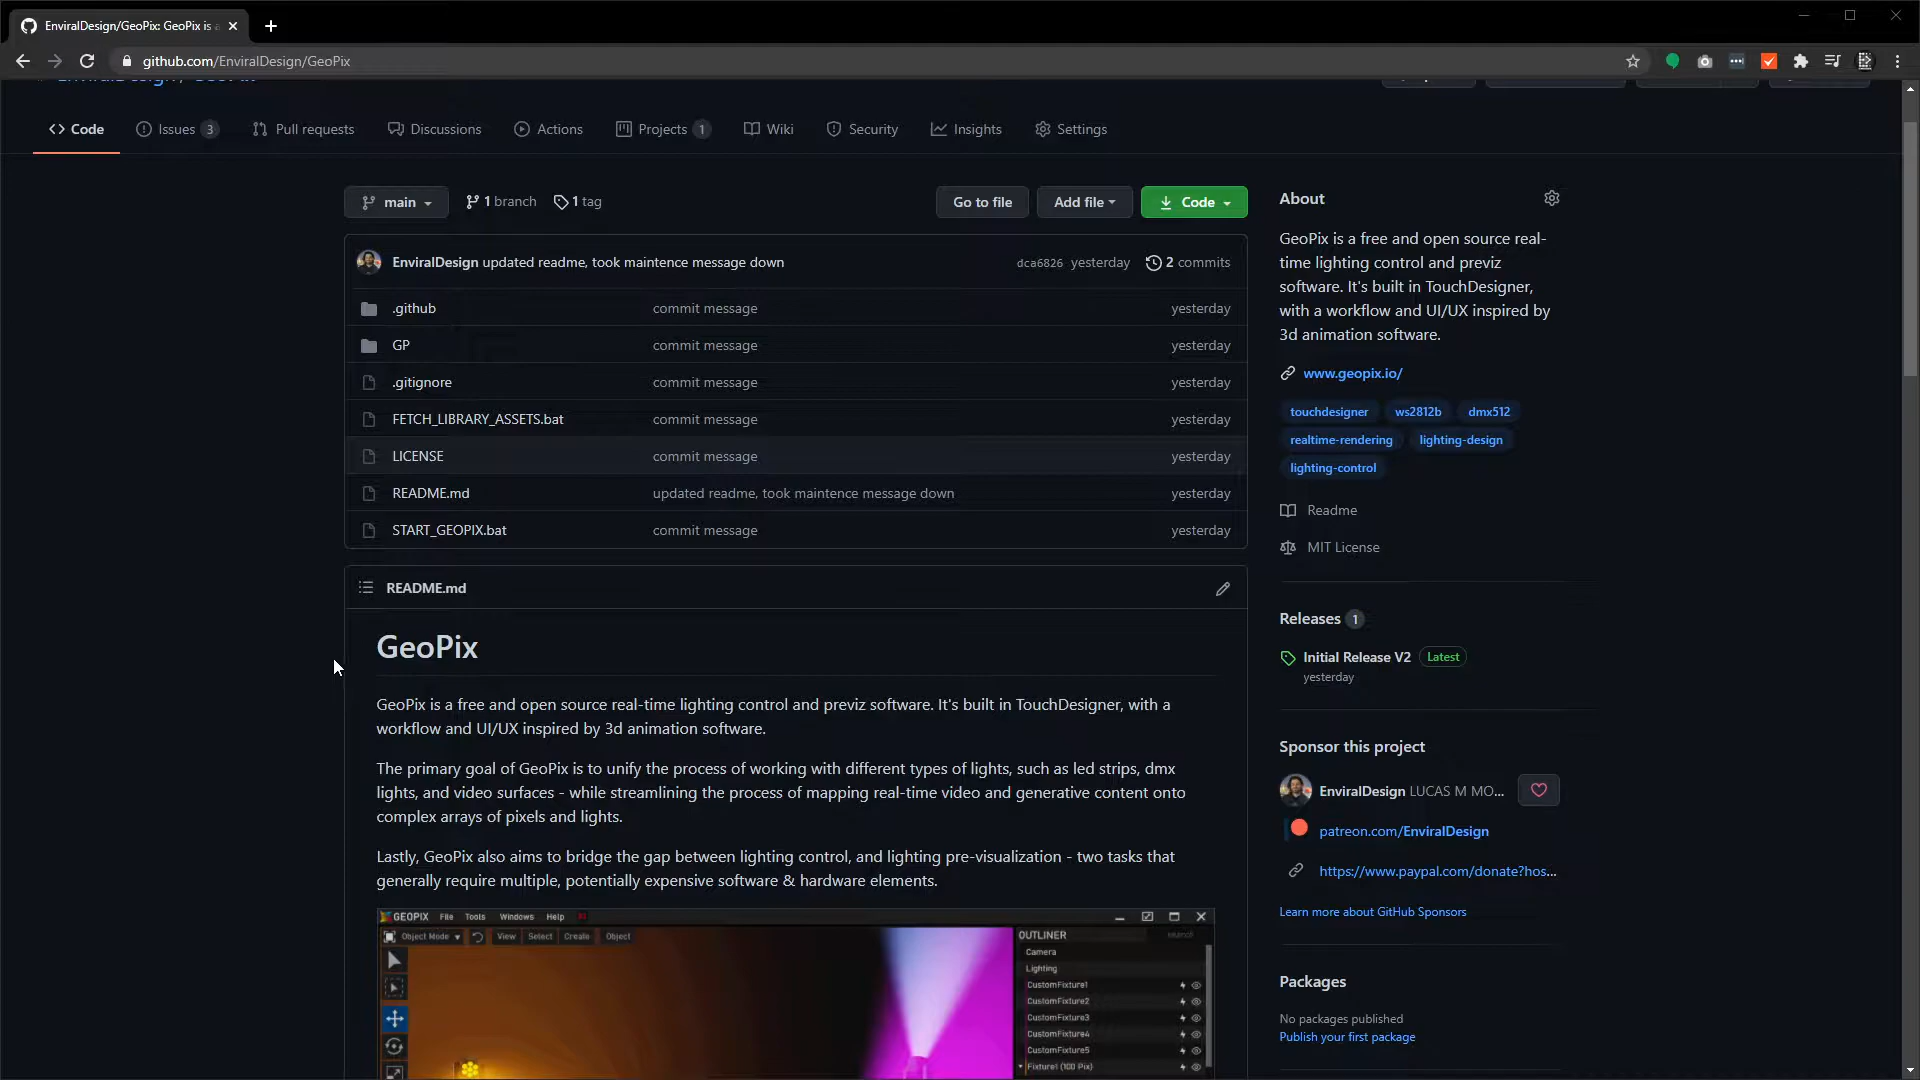 EnviralDesign/GeoPix: GeoPix is a
github.com/EnviralDesign/GeoPix
Code
Issues 3
Pull requests
Discussions
Actions
Projects 1
Wiki
Security
Insights
Settings
main
1 branch
1 tag
Go to file
Add file
Code
EnviralDesign updated readme, took maintence message down
dca6826 yesterday
2 commits
.github commit message yesterday
GP commit message yesterday
.gitignore commit message yesterday
FETCH_LIBRARY_ASSETS.bat commit message yesterday
LICENSE commit message yesterday
README.md updated readme, took maintence message down yesterday
START_GEOPIX.bat commit message yesterday
README.md
GeoPix
GeoPix is a free and open source real-time lighting control and previz software. It's built in TouchDesigner, with a
workflow and UI/UX inspired by 3d animation software.
The primary goal of GeoPix is to unify the process of working with different types of lights, such as led strips, dmx
lights, and video surfaces - while streamlining the process of mapping real-time video and generative content onto
complex arrays of pixels and lights.
Lastly, GeoPix also aims to bridge the gap between lighting control, and lighting pre-visualization - two tasks that
generally require multiple, potentially expensive software & hardware elements.
GEOPIX File Tools Windows Help
Object Mode View Select Create Object
OUTLINER
Camera
Lighting
CustomFixture1
CustomFixture2
CustomFixture3
CustomFixture4
CustomFixture5
Fixture1 (100 Pix)
About
GeoPix is a free and open source real-
time lighting control and previz
software. It's built in TouchDesigner,
with a workflow and UI/UX inspired by
3d animation software.
www.geopix.io/
touchdesigner ws2812b dmx512
realtime-rendering lighting-design
lighting-control
Readme
MIT License
Releases 1
Initial Release V2 Latest
yesterday
Sponsor this project
EnviralDesign LUCAS M MO...
patreon.com/EnviralDesign
https://www.paypal.com/donate?hos...
Learn more about GitHub Sponsors
Packages
No packages published
Publish your first package